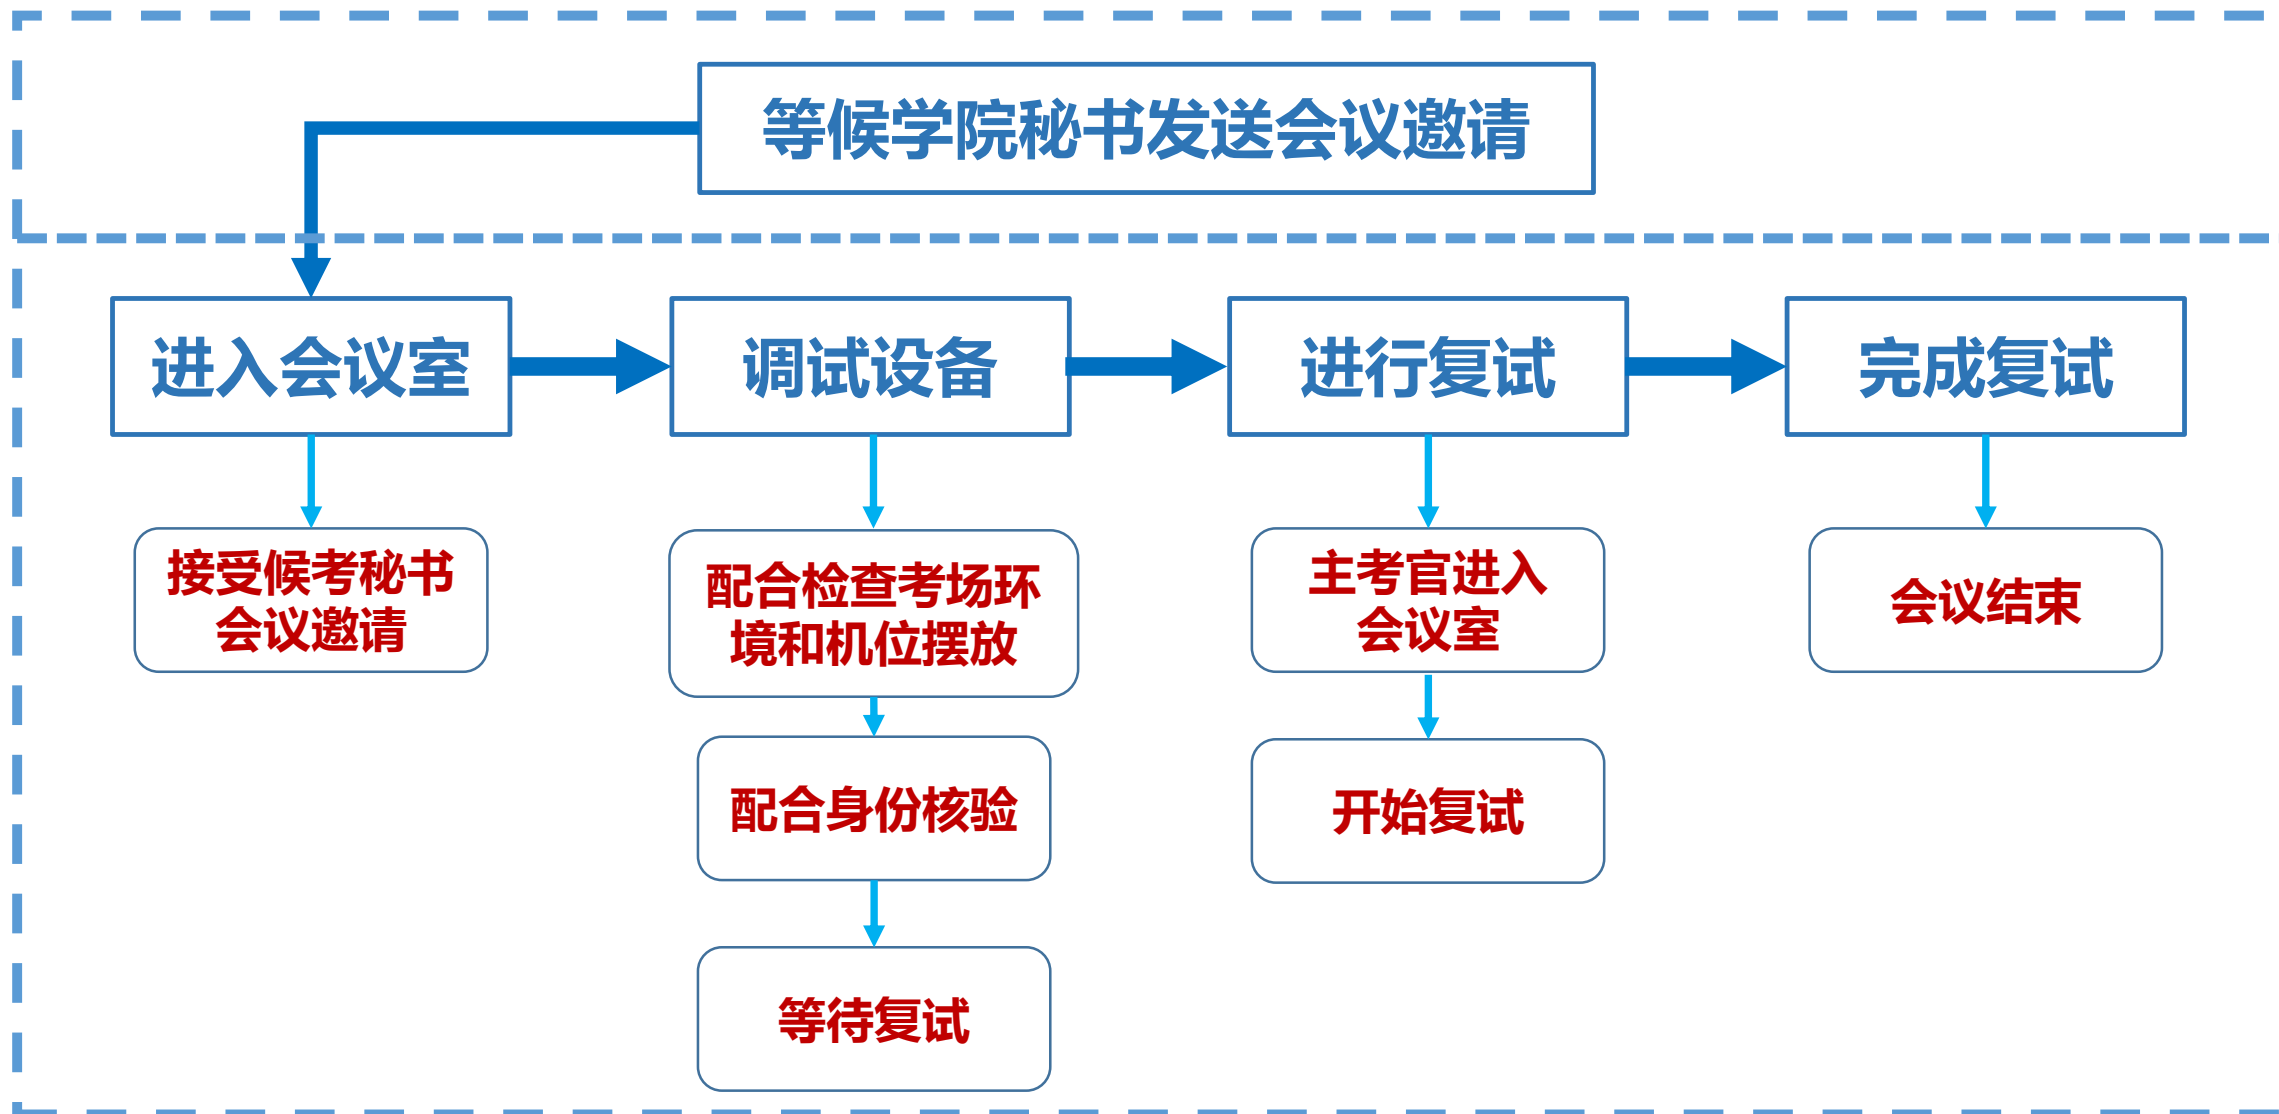 等候学院秘书发送会议邀请
进入会议室
调试设备
进行复试
完成复试
接受候考秘书
会议邀请
配合检查考场环
境和机位摆放
主考官进入
会议室
会议结束
配合身份核验
开始复试
等待复试